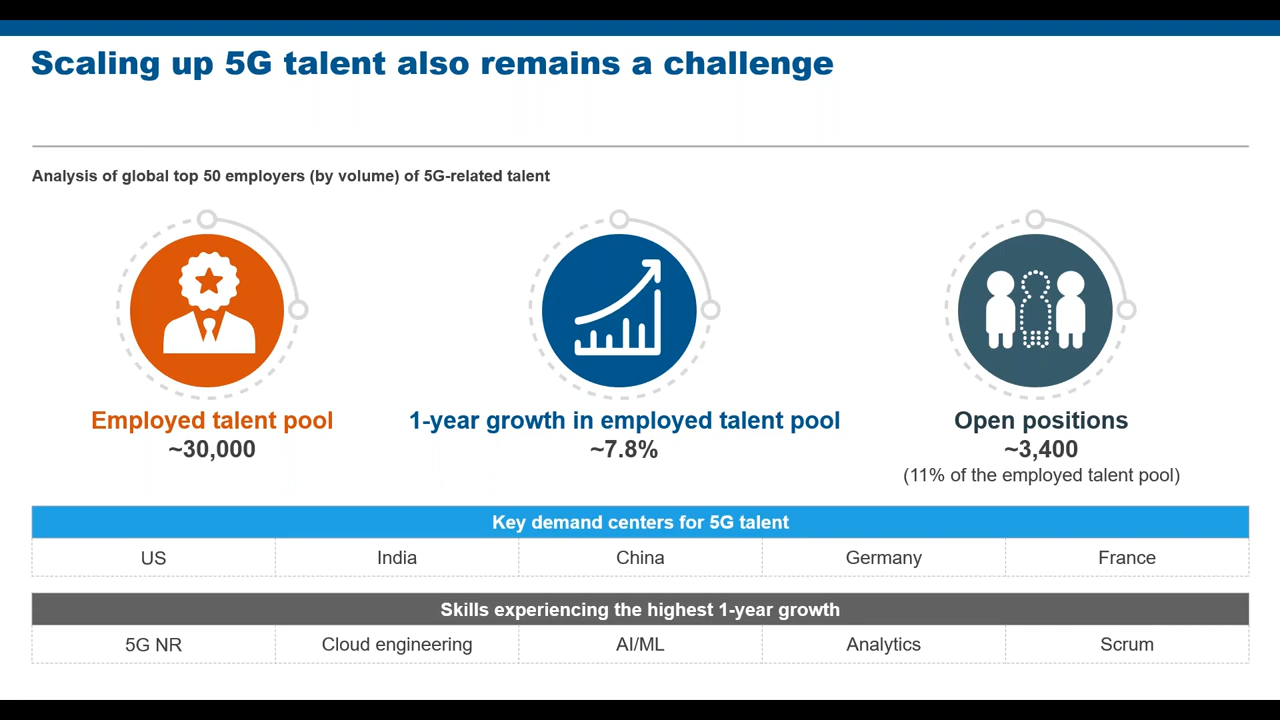 Scaling up 5G talent also remains a challenge
Analysis of global top 50 employers (by volume) of 5G-related talent
Employed talent pool
~30,000
1-year growth in employed talent pool
~7.8%
Open positions
~3,400
(11% of the employed talent pool)
Key demand centers for 5G talent
US India China Germany France
Skills experiencing the highest 1-year growth
5G NR Cloud engineering AI/ML Analytics Scrum